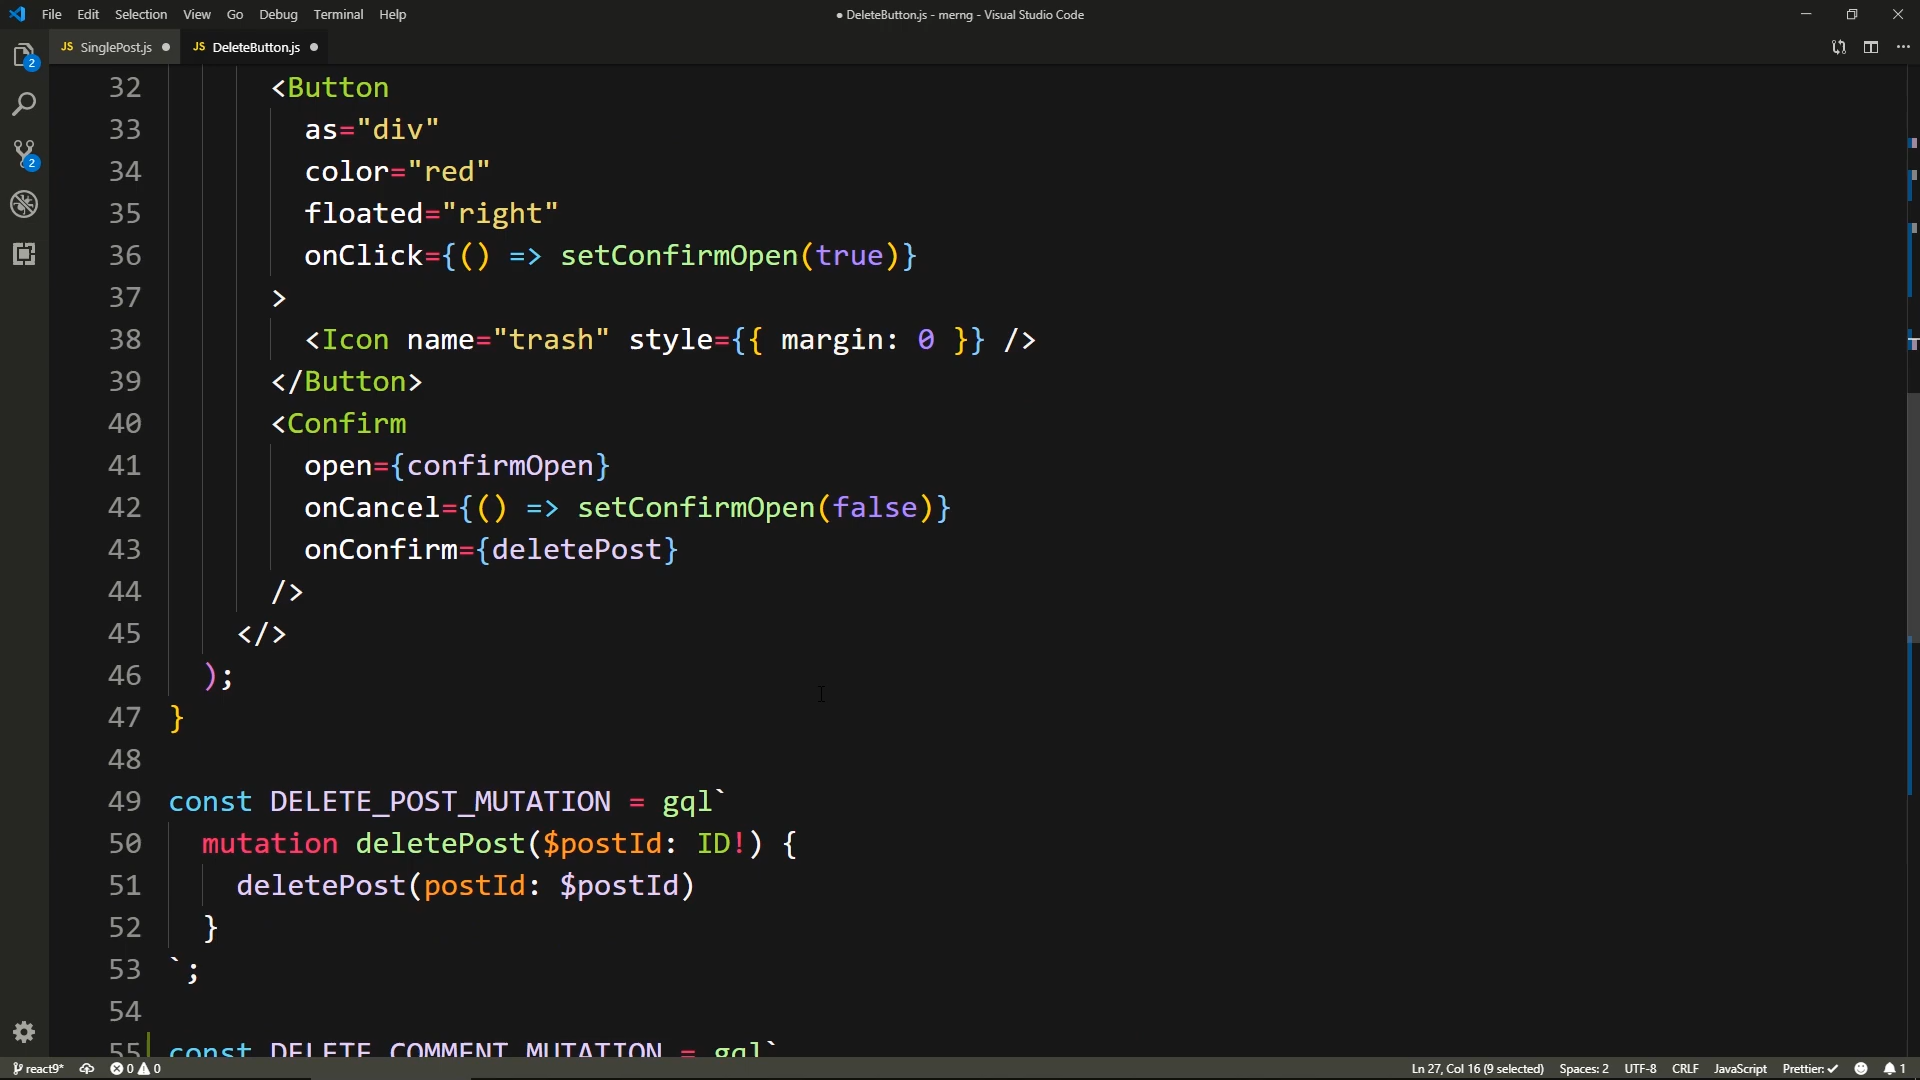 File Edit Selection View Go Debug Terminal Help
● DeleteButton.js - merng - Visual Studio Code
JS SinglePost.js ● JS DeleteButton.js ●
2
2
32 <Button
33 as="div"
34 color="red"
35 floated="right"
36 onClick={() => setConfirmOpen(true)}
37 >
38 <Icon name="trash" style={{ margin: 0 }} />
39 </Button>
40 <Confirm
41 open={confirmOpen}
42 onCancel={() => setConfirmOpen(false)}
43 onConfirm={deletePost}
44 />
45 </>
46 );
47 }
48
49 const DELETE_POST_MUTATION = gql`
50 mutation deletePost($postId: ID!) {
51 deletePost(postId: $postId)
52 }
53 `;
54
55 const DELETE_COMMENT_MUTATION = gql`
react9* 0 0 Ln 27, Col 16 (9 selected) Spaces: 2 UTF-8 CRLF JavaScript Prettier: ✓ 1